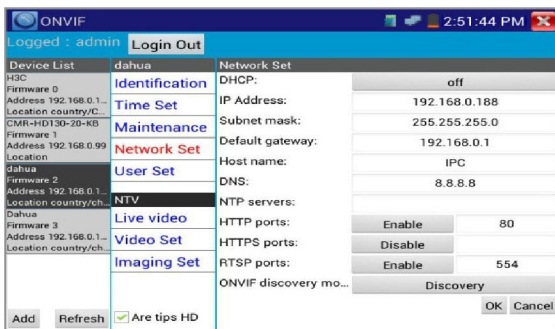 ONVIF
2:51:44 PM
Logged : admin
Login Out
Device List
H3C
Firmware 0
Address 192.168.0.1...
Location country/C...
CMR-HD130-20-KB
Firmware 1
Address 192.168.0.99
Location
dahua
Firmware 2
Address 192.168.0.1...
Location country/ch...
Dahua
Firmware 3
Address 192.168.0.1...
Location country/ch...
Add
Refresh
dahua
Identification
Time Set
Maintenance
Network Set
User Set
NTV
Live video
Video Set
Imaging Set
Are tips HD
Network Set
DHCP: off
IP Address: 192.168.0.188
Subnet mask: 255.255.255.0
Default gateway: 192.168.0.1
Host name: IPC
DNS: 8.8.8.8
NTP servers:
HTTP ports: Enable 80
HTTPS ports: Disable
RTSP ports: Enable 554
ONVIF discovery mo... Discovery
OK Cancel